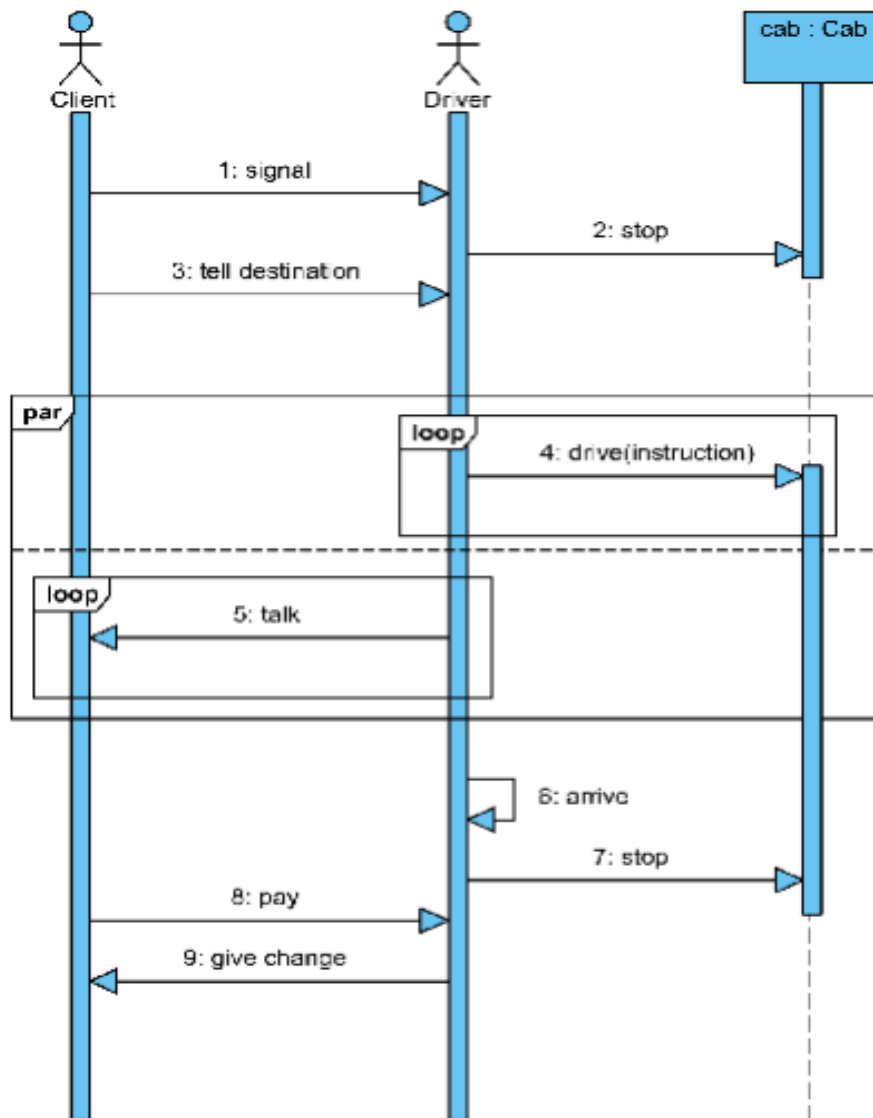 cab : Cab
Client
Driver
1: signal
2: stop
3: tell destination
par
loop
4: drive(instruction)
loop
5: talk
6: arrive
7: stop
8: pay
9: give change